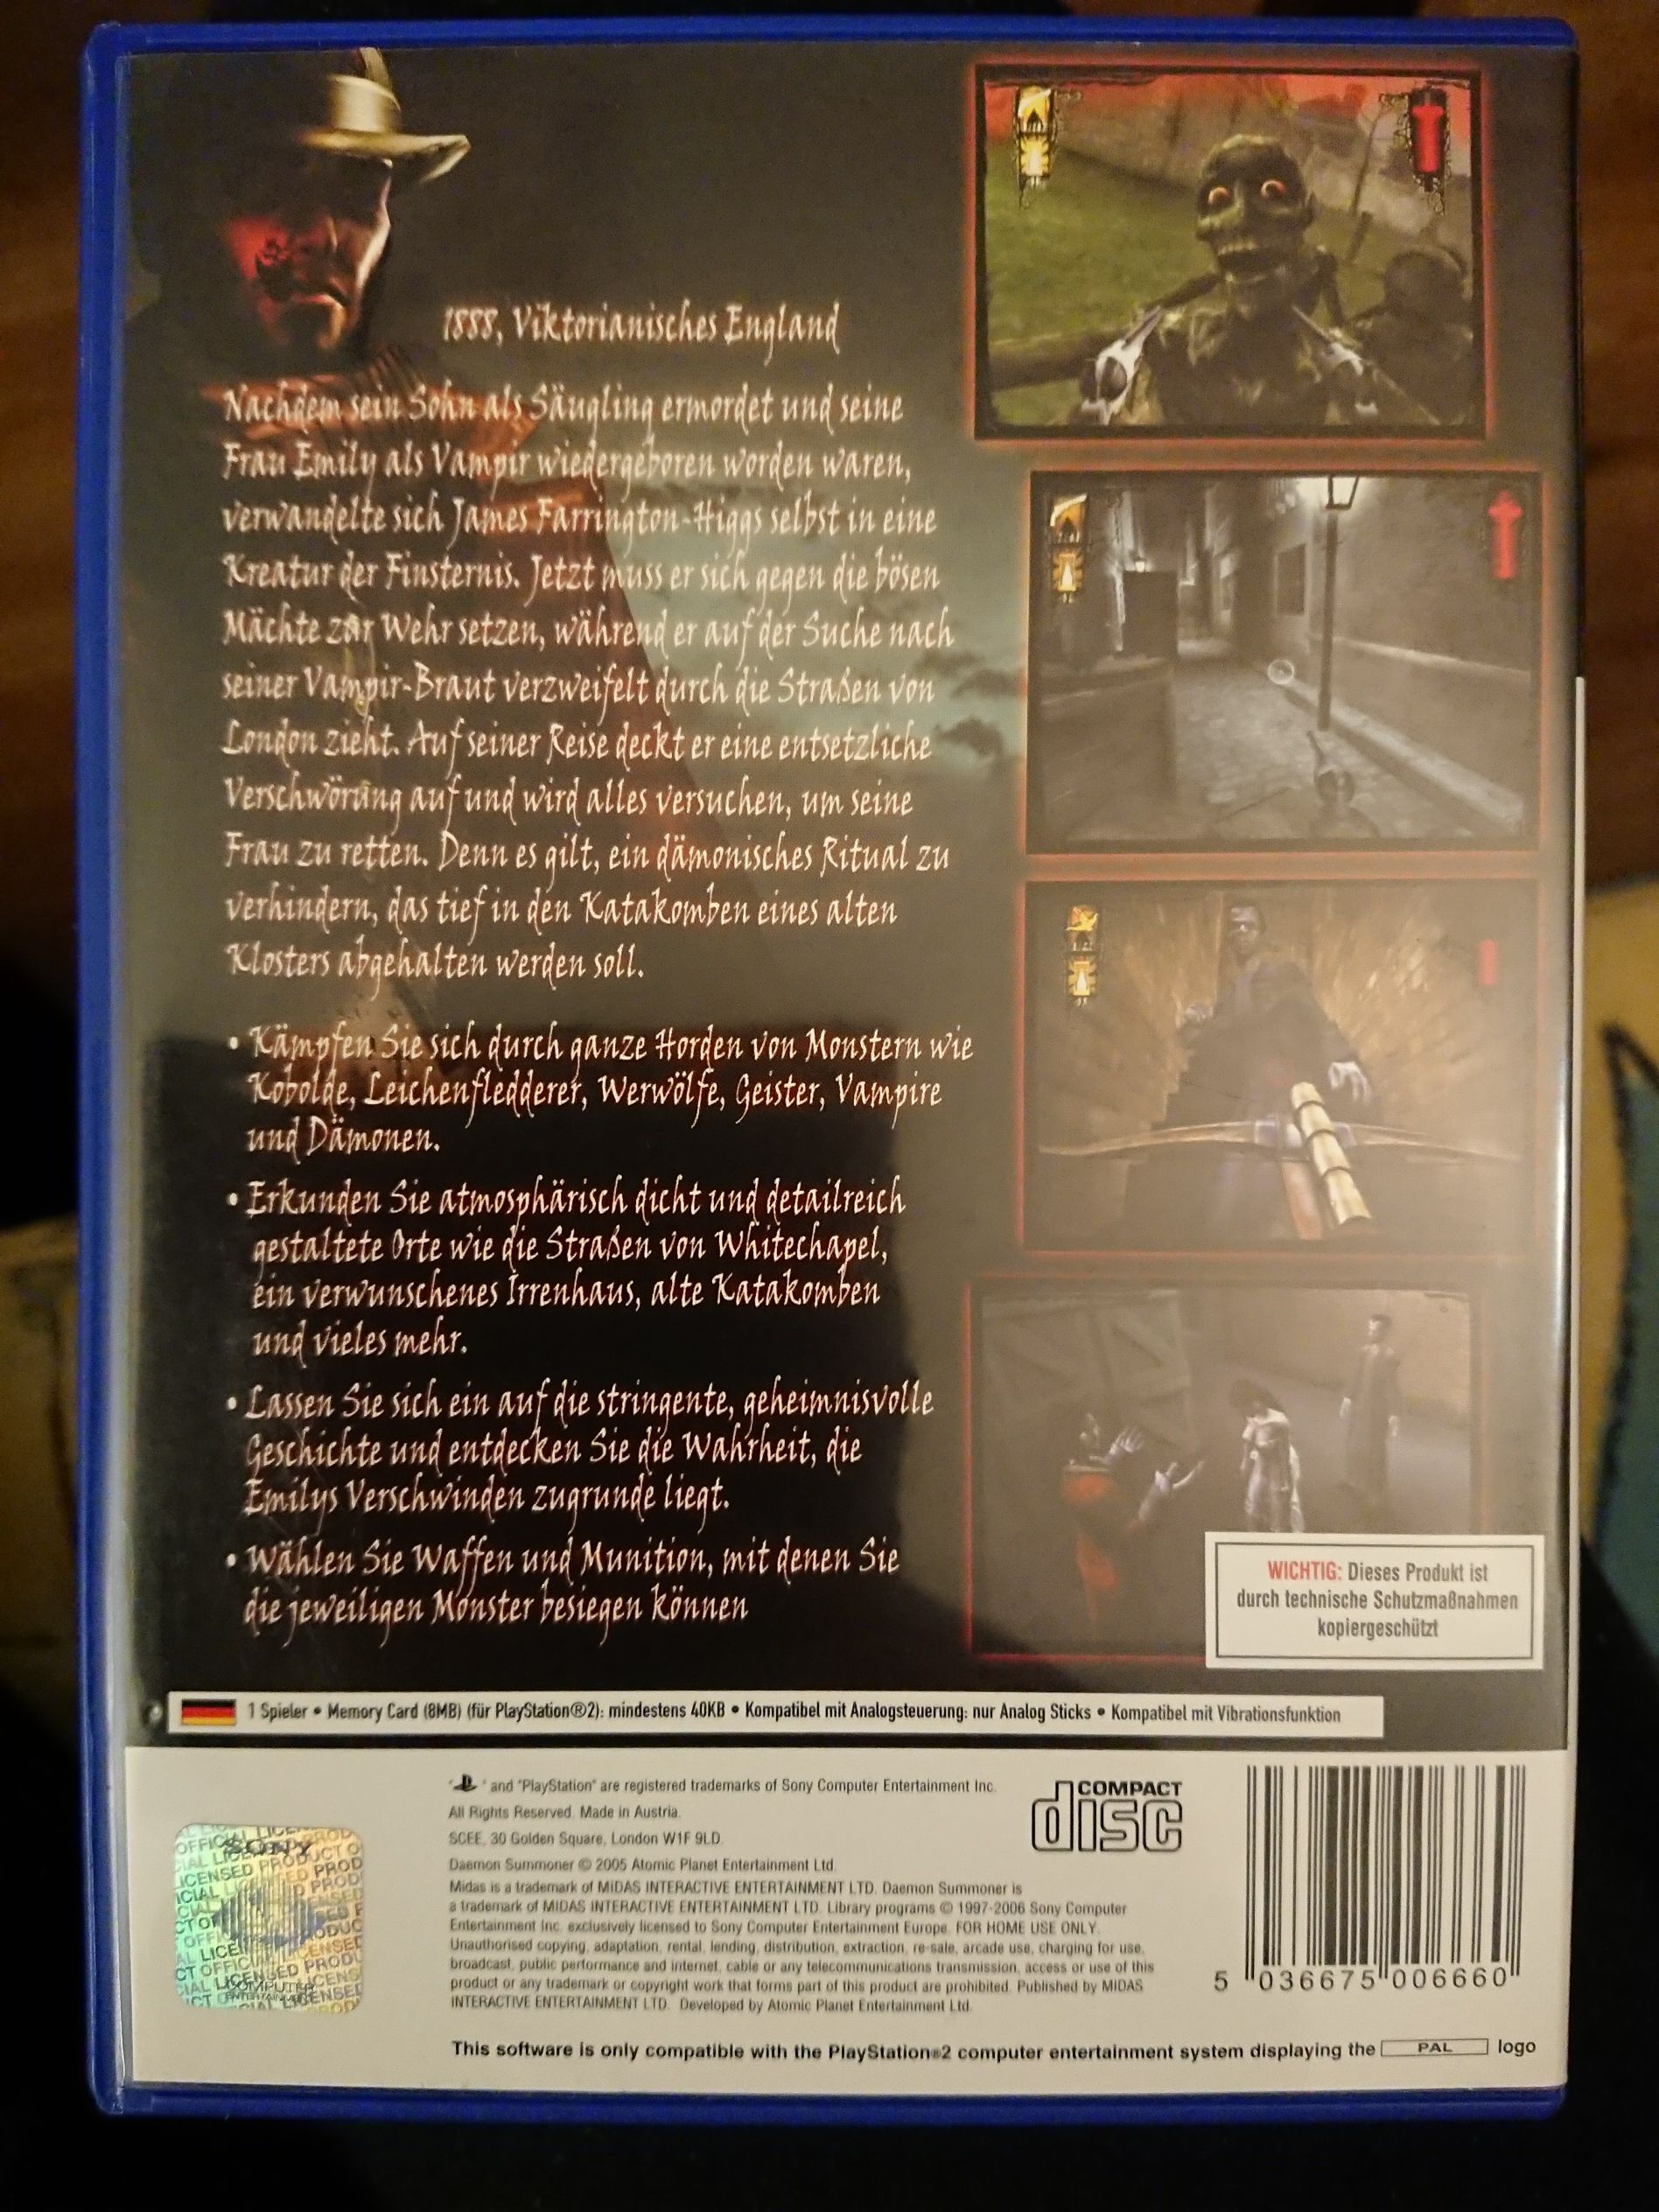 1888, Viktorianisches England
Nachdem sein Sohn als Säugling ermordet und seine
Frau Emily als Vampir wiedergeboren worden waren,
verwandelte sich James Farrington-Higgs selbst in eine
Kreatur der Finsternis. Jetzt muss er sich gegen die bösen
Mächte zur Wehr setzen, während er auf der Suche nach
seiner Vampir-Braut verzweifelt durch die Straßen von
London zieht. Auf seiner Reise deckt er eine entsetzliche
Verschwörung auf und wird alles versuchen, um seine
Frau zu retten. Denn es gilt, ein dämonisches Ritual zu
verhindern, das tief in den Katakomben eines alten
Klosters abgehalten werden soll.
• Kämpfen Sie sich durch ganze Horden von Monstern wie
Kobolde, Leichenfledderer, Werwölfe, Geister, Vampire
und Dämonen.
• Erkunden Sie atmosphärisch dicht und detailreich
gestaltete Orte wie die Straßen von Whitechapel,
ein verwunschenes Irrenhaus, alte Katakomben
und vieles mehr.
• Lassen Sie sich ein auf die stringente, geheimnisvolle
Geschichte und entdecken Sie die Wahrheit, die
Emilys Verschwinden zugrunde liegt.
• Wählen Sie Waffen und Munition, mit denen Sie
die jeweiligen Monster besiegen können
WICHTIG: Dieses Produkt ist
durch technische Schutzmaßnahmen
kopiergeschützt
1 Spieler • Memory Card (8MB) (für PlayStation®2): mindestens 40KB • Kompatibel mit Analogsteuerung: nur Analog Sticks • Kompatibel mit Vibrationsfunktion
" " and "PlayStation" are registered trademarks of Sony Computer Entertainment Inc.
All Rights Reserved. Made in Austria.
SCEE, 30 Golden Square, London W1F 9LD.
Daemon Summoner © 2005 Atomic Planet Entertainment Ltd.
Midas is a trademark of MIDAS INTERACTIVE ENTERTAINMENT LTD. Daemon Summoner is
a trademark of MIDAS INTERACTIVE ENTERTAINMENT LTD. Library programs © 1997-2006 Sony Computer
Entertainment Inc. exclusively licensed to Sony Computer Entertainment Europe. FOR HOME USE ONLY.
Unauthorised copying, adaptation, rental, lending, distribution, extraction, re-sale, arcade use, charging for use,
broadcast, public performance and internet, cable or any telecommunications transmission, access or use of this
product or any trademark or copyright work that forms part of this product are prohibited. Published by MIDAS
INTERACTIVE ENTERTAINMENT LTD. Developed by Atomic Planet Entertainment Ltd.
COMPACT
disc
5 036675 006660
SONY
COMPUTER
ENTERTAINMENT
OFFICIAL LICENSED PRODUCT
This software is only compatible with the PlayStation®2 computer entertainment system displaying the PAL logo